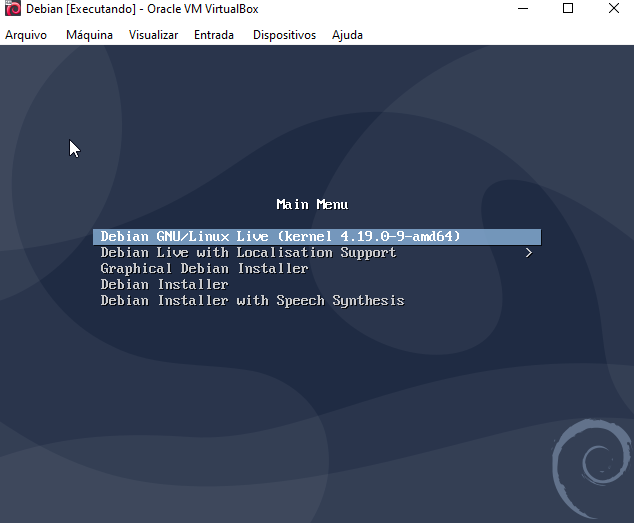 Debian [Executando] - Oracle VM VirtualBox
Arquivo Máquina Visualizar Entrada Dispositivos Ajuda
Main Menu
Debian GNU/Linux Live (kernel 4.19.0-9-amd64)
Debian Live with Localisation Support >
Graphical Debian Installer
Debian Installer
Debian Installer with Speech Synthesis